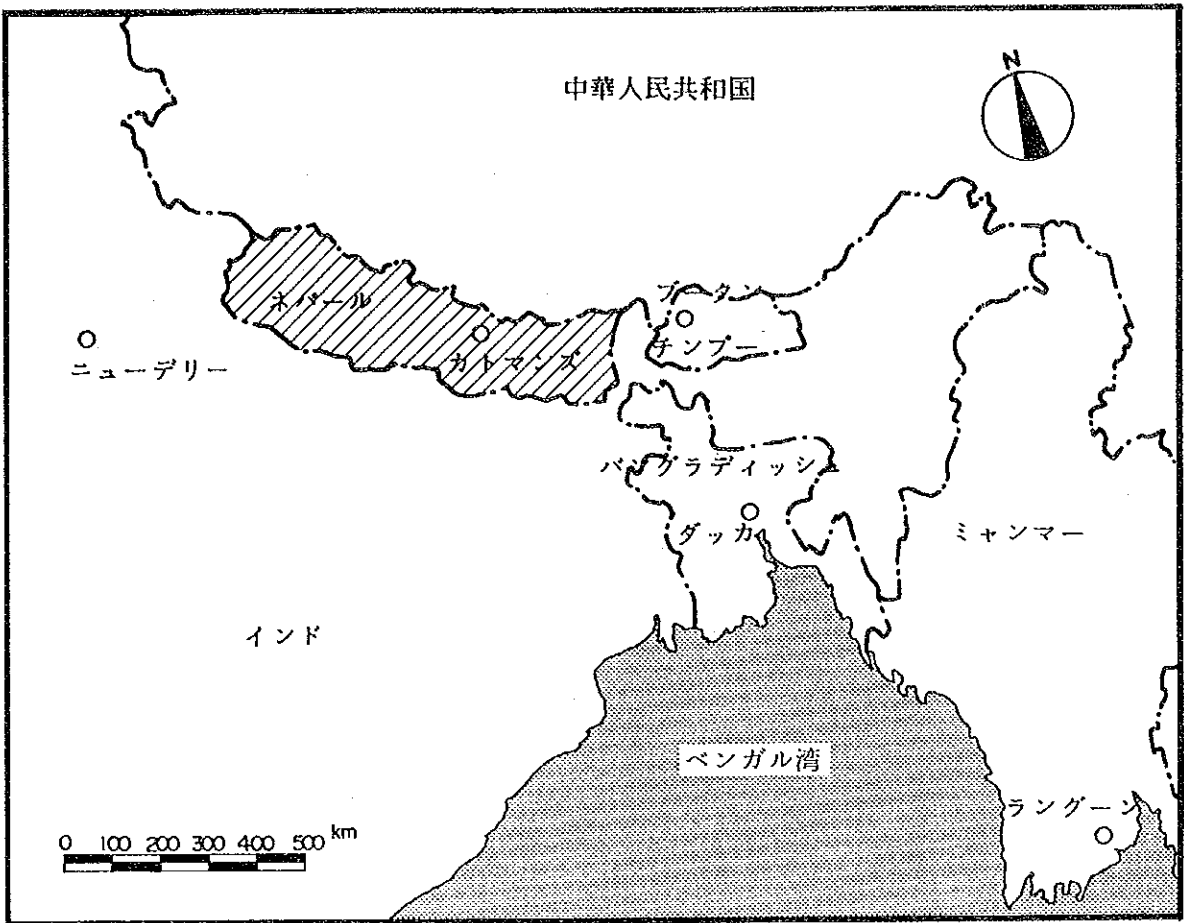 N
中華人民共和国
ブータン
ネパール
チンプー
カトマンズ
ニューデリー
バングラディッシュ
ダッカ
ミャンマー
インド
ベンガル湾
ラングーン
0 100 200 300 400 500 km